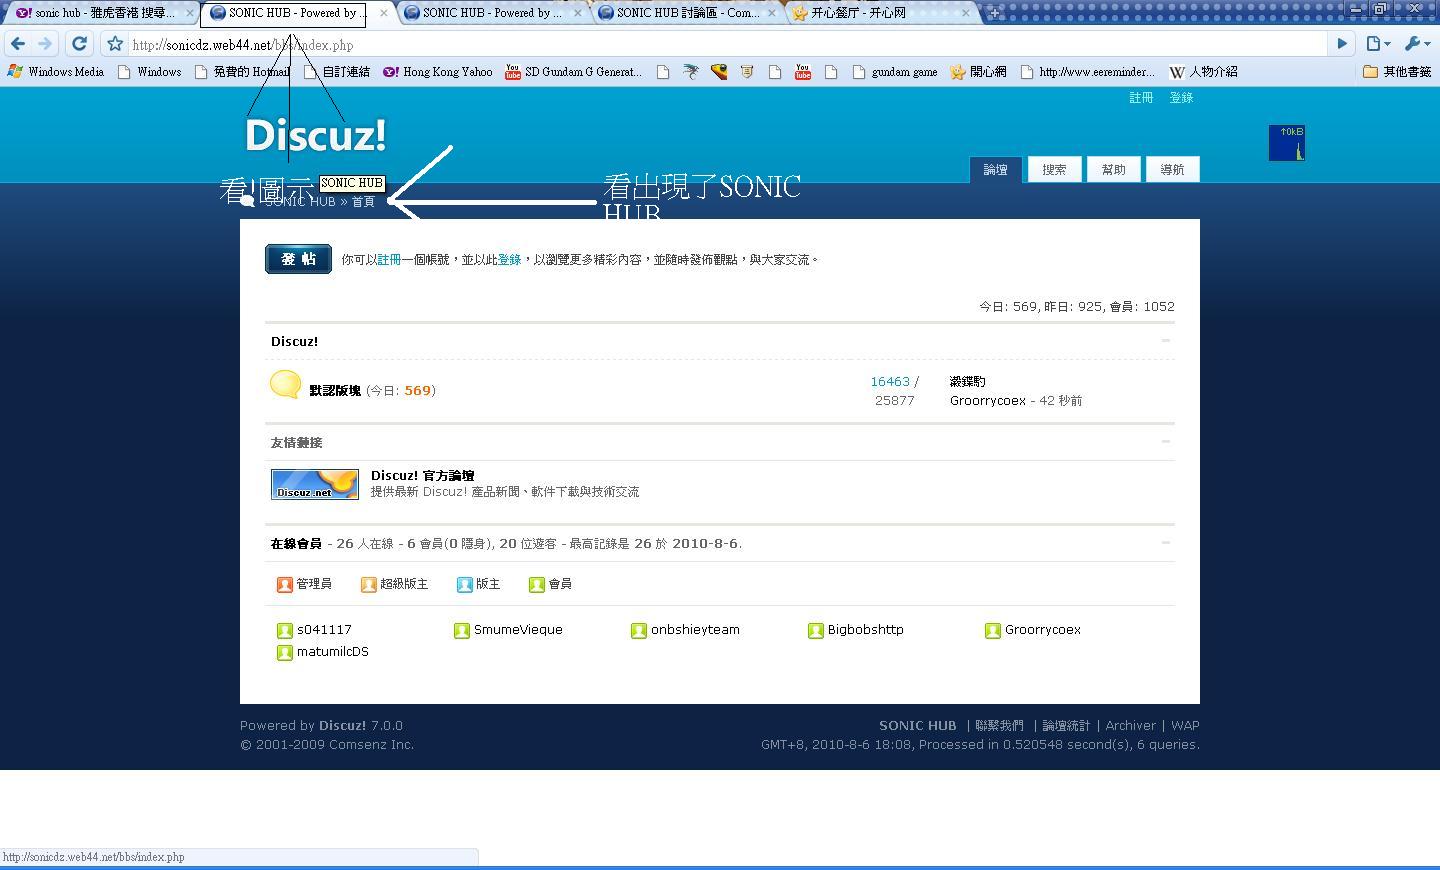 sonic hub - 雅虎香港 搜尋...
SONIC HUB - Powered by ...
SONIC HUB - Powered by ...
SONIC HUB 討論區 - Com...
开心餐厅 - 开心网
http://sonicdz.web44.net/bbs/index.php
Windows Media
Windows
免費的 Hotmail
自訂連結
Hong Kong Yahoo
SD Gundam G Generat...
gundam game
開心網
http://www.eereminder...
人物介紹
其他書籤
註冊 登錄
Discuz!
↑0kB
論壇 搜索 幫助 導航
看!圖示
SONIC HUB
看出現了SONIC
HUB
SONIC HUB » 首頁
發帖
你可以註冊一個帳號，並以此登錄，以瀏覽更多精彩內容，並隨時發佈觀點，與大家交流。
今日: 569, 昨日: 925, 會員: 1052
Discuz!
默認版塊 (今日: 569)
16463 /
25877
Groorrycoex - 42 秒前
友情鏈接
Discuz.net
Discuz! 官方論壇
提供最新 Discuz! 產品新聞、軟件下載與技術交流
在線會員 - 26 人在線 - 6 會員(0 隱身), 20 位遊客 - 最高記錄是 26 於 2010-8-6.
管理員 超級版主 版主 會員
s041117 SmumeVieque onbshieyteam Bigbobshttp Groorrycoex
matumilcDS
Powered by Discuz! 7.0.0
© 2001-2009 Comsenz Inc.
SONIC HUB | 聯繫我們 | 論壇統計 | Archiver | WAP
GMT+8, 2010-8-6 18:08, Processed in 0.520548 second(s), 6 queries.
http://sonicdz.web44.net/bbs/index.php